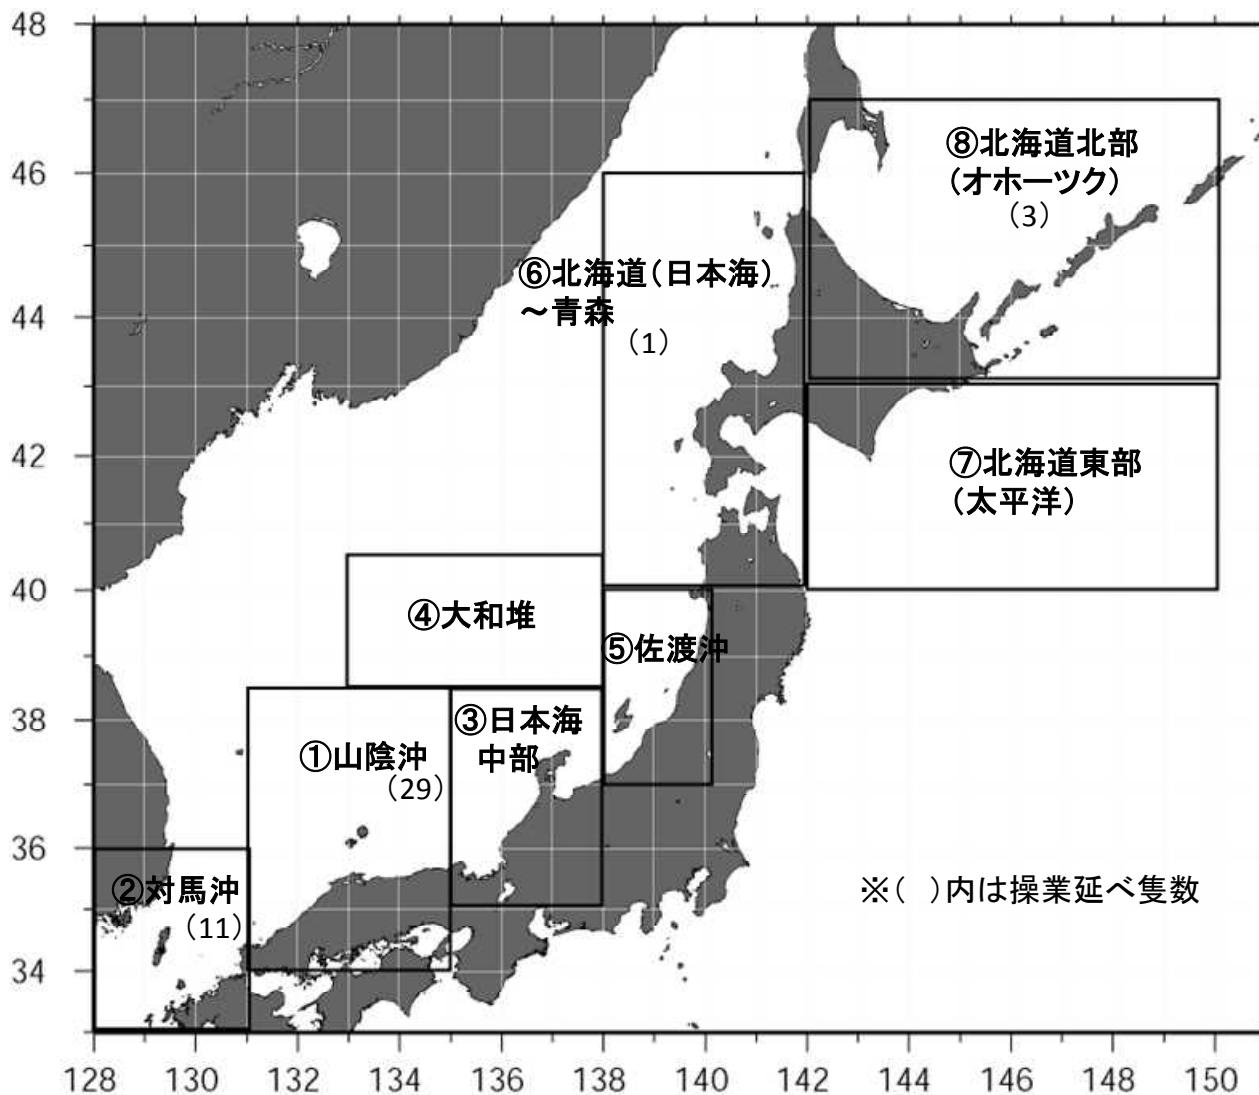 48
46
44
42
40
38
36
34
⑧北海道北部
(オホーツク)
(3)
⑥北海道(日本海)
～青森
(1)
⑦北海道東部
(太平洋)
④大和堆
⑤佐渡沖
③日本海
中部
①山陰沖
(29)
②対馬沖
(11)
※( )内は操業延べ隻数
128 130 132 134 136 138 140 142 144 146 148 150